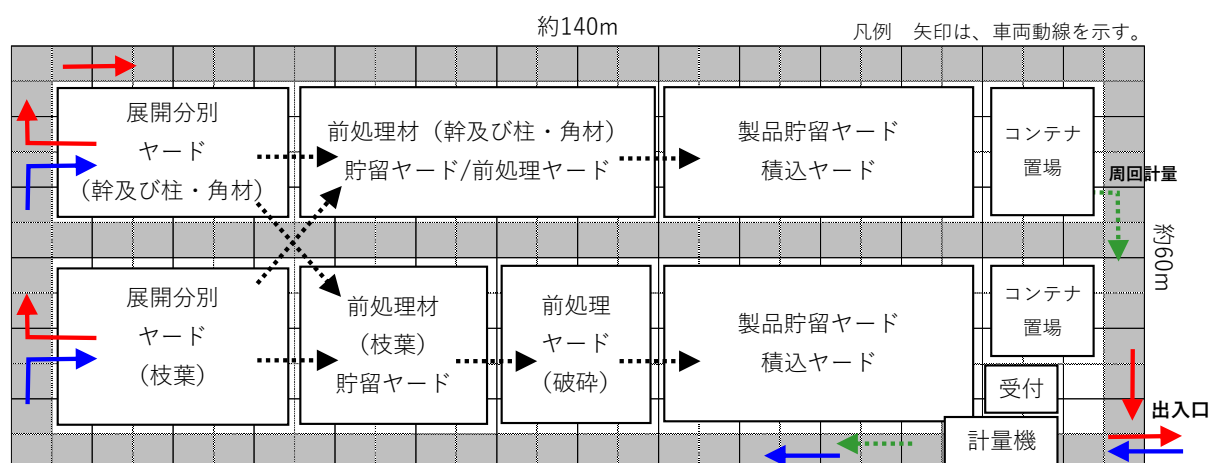 約140m
凡例　矢印は、車両動線を示す。
展開分別
ヤード
（幹及び柱・角材）
前処理材（幹及び柱・角材）
貯留ヤード/前処理ヤード
製品貯留ヤード
積込ヤード
コンテナ
置場
周回計量
約60m
展開分別
ヤード
（枝葉）
前処理材
（枝葉）
貯留ヤード
前処理
ヤード
（破砕）
製品貯留ヤード
積込ヤード
コンテナ
置場
受付
出入口
計量機